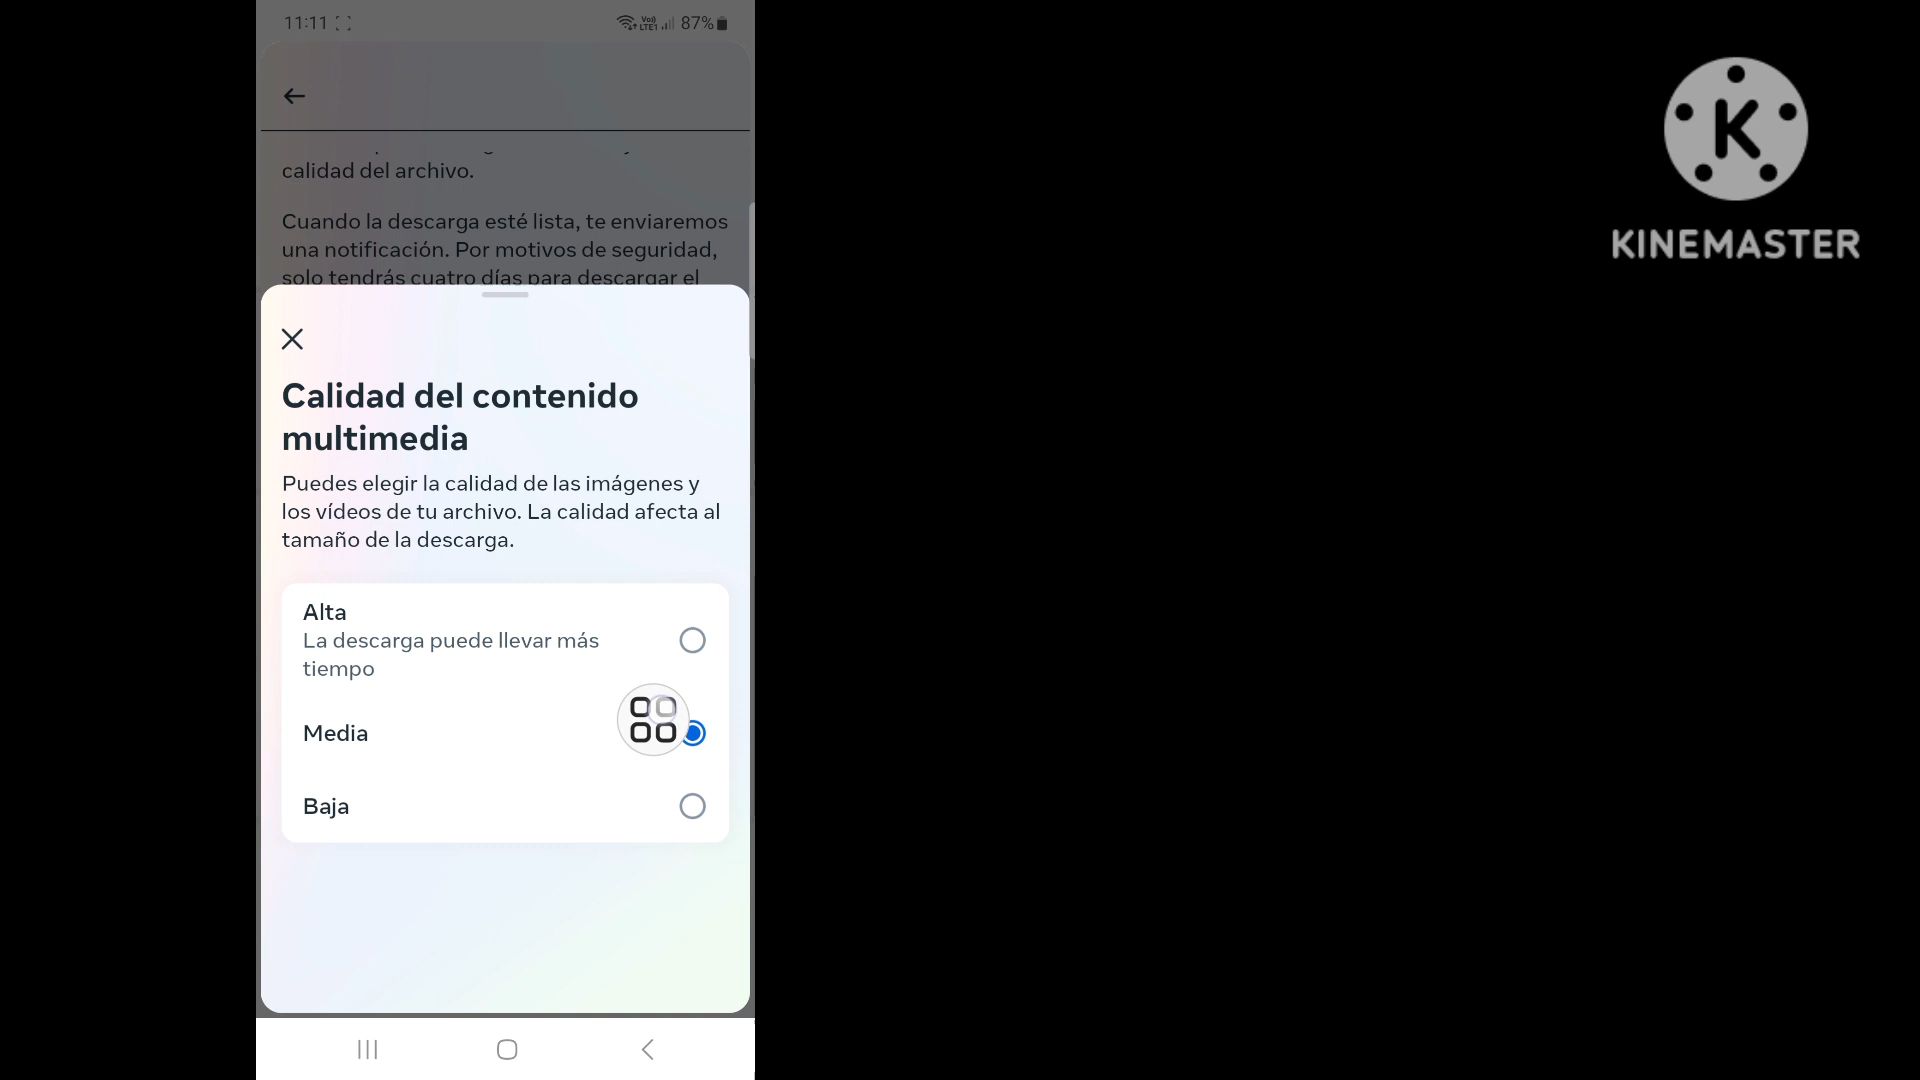 11:11
Vo))
LTE1
87%
KINEMASTER
calidad del archivo.
Cuando la descarga esté lista, te enviaremos
una notificación. Por motivos de seguridad,
solo tendrás cuatro días para descargar el
Calidad del contenido
multimedia
Puedes elegir la calidad de las imágenes y
los vídeos de tu archivo. La calidad afecta al
tamaño de la descarga.
Alta
La descarga puede llevar más
tiempo
Media
Baja